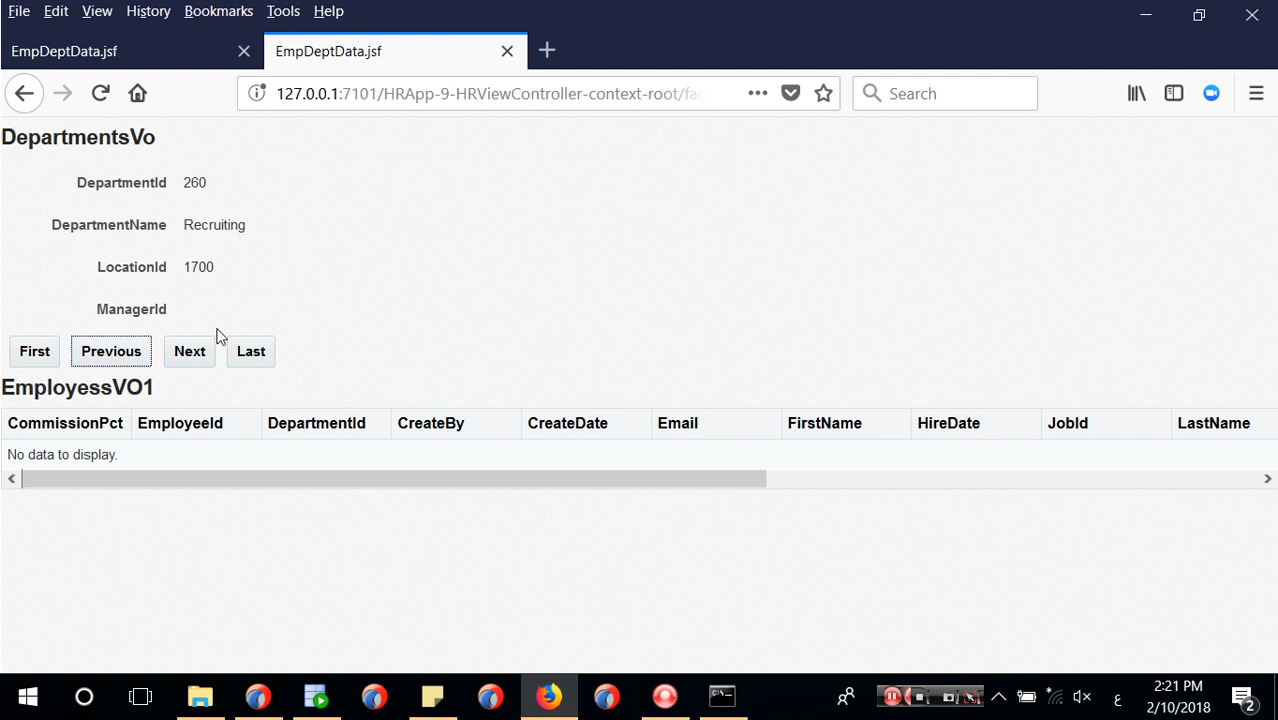 File Edit View History Bookmarks Tools Help
EmpDeptData.jsf EmpDeptData.jsf
127.0.0.1:7101/HRApp-9-HRViewController-context-root/fac Search
DepartmentsVo
DepartmentId 260
DepartmentName Recruiting
LocationId 1700
ManagerId
First Previous Next Last
EmployessVO1
CommissionPct EmployeeId DepartmentId CreateBy CreateDate Email FirstName HireDate JobId LastName
No data to display.
ع 2:21 PM
2/10/2018 2